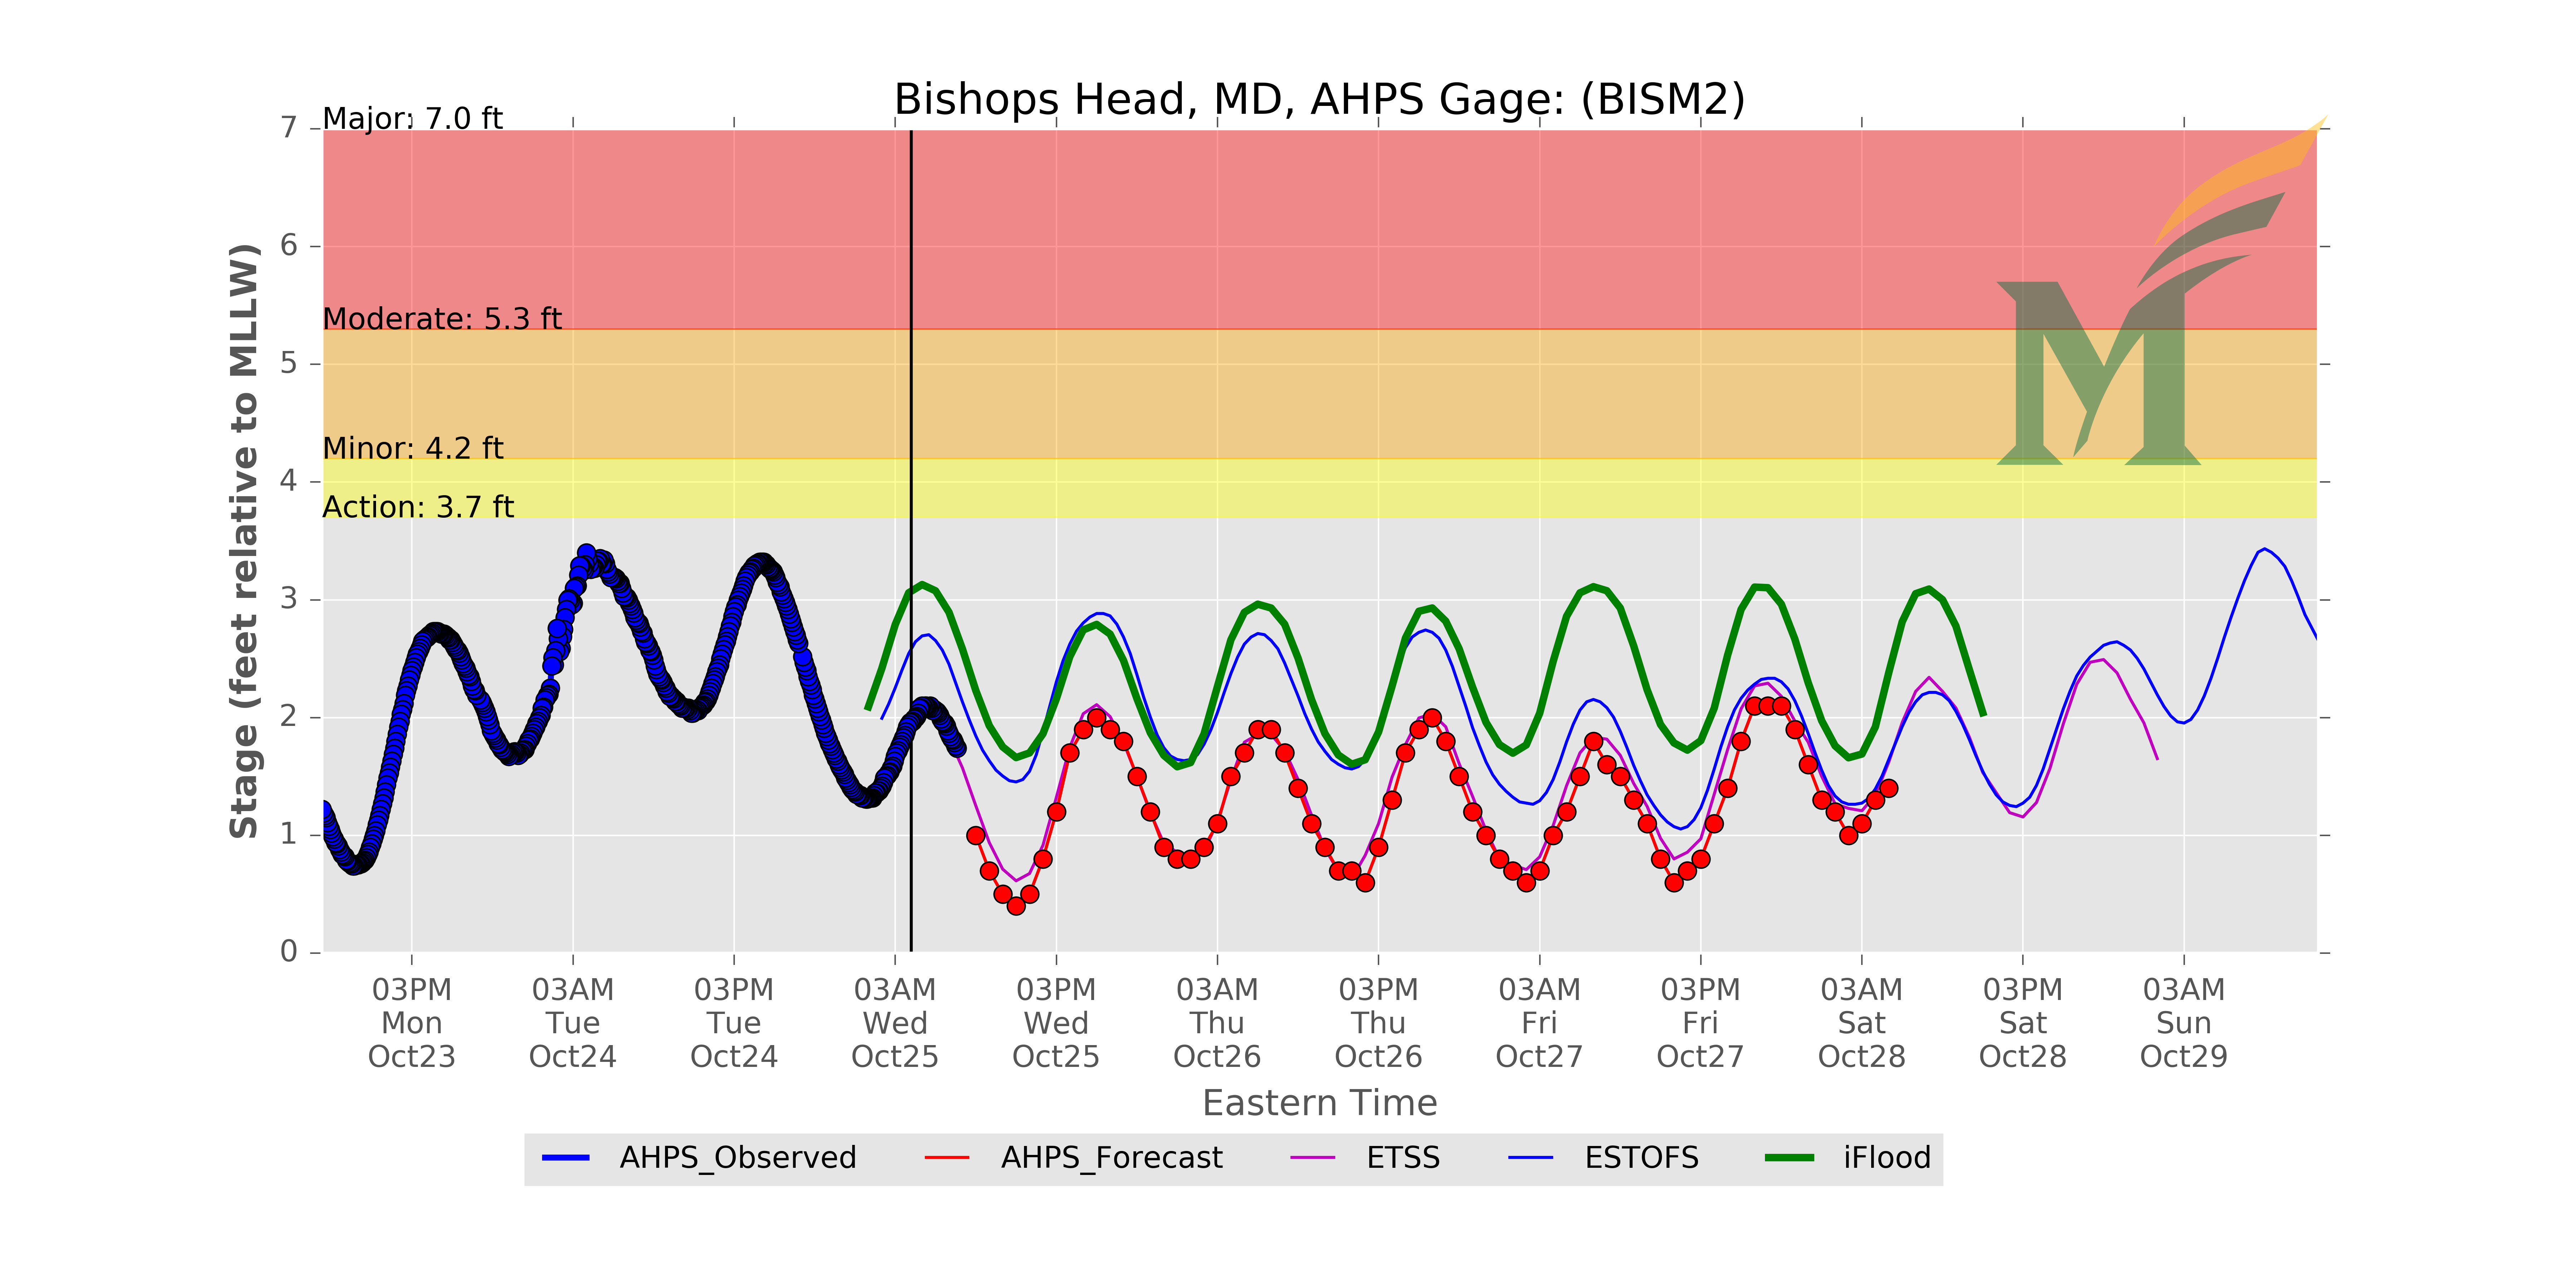 Bishops Head, MD, AHPS Gage: (BISM2)
Stage (feet relative to MLLW)
7
6
5
4
3
2
1
0
Major: 7.0 ft
Moderate: 5.3 ft
Minor: 4.2 ft
Action: 3.7 ft
M
03PM 03AM 03PM 03AM 03PM 03AM 03PM 03AM 03PM 03AM 03PM 03AM
Mon Tue Tue Wed Wed Thu Thu Fri Fri Sat Sat Sun
Oct23 Oct24 Oct24 Oct25 Oct25 Oct26 Oct26 Oct27 Oct27 Oct28 Oct28 Oct29
Eastern Time
AHPS_Observed AHPS_Forecast ETSS ESTOFS iFlood